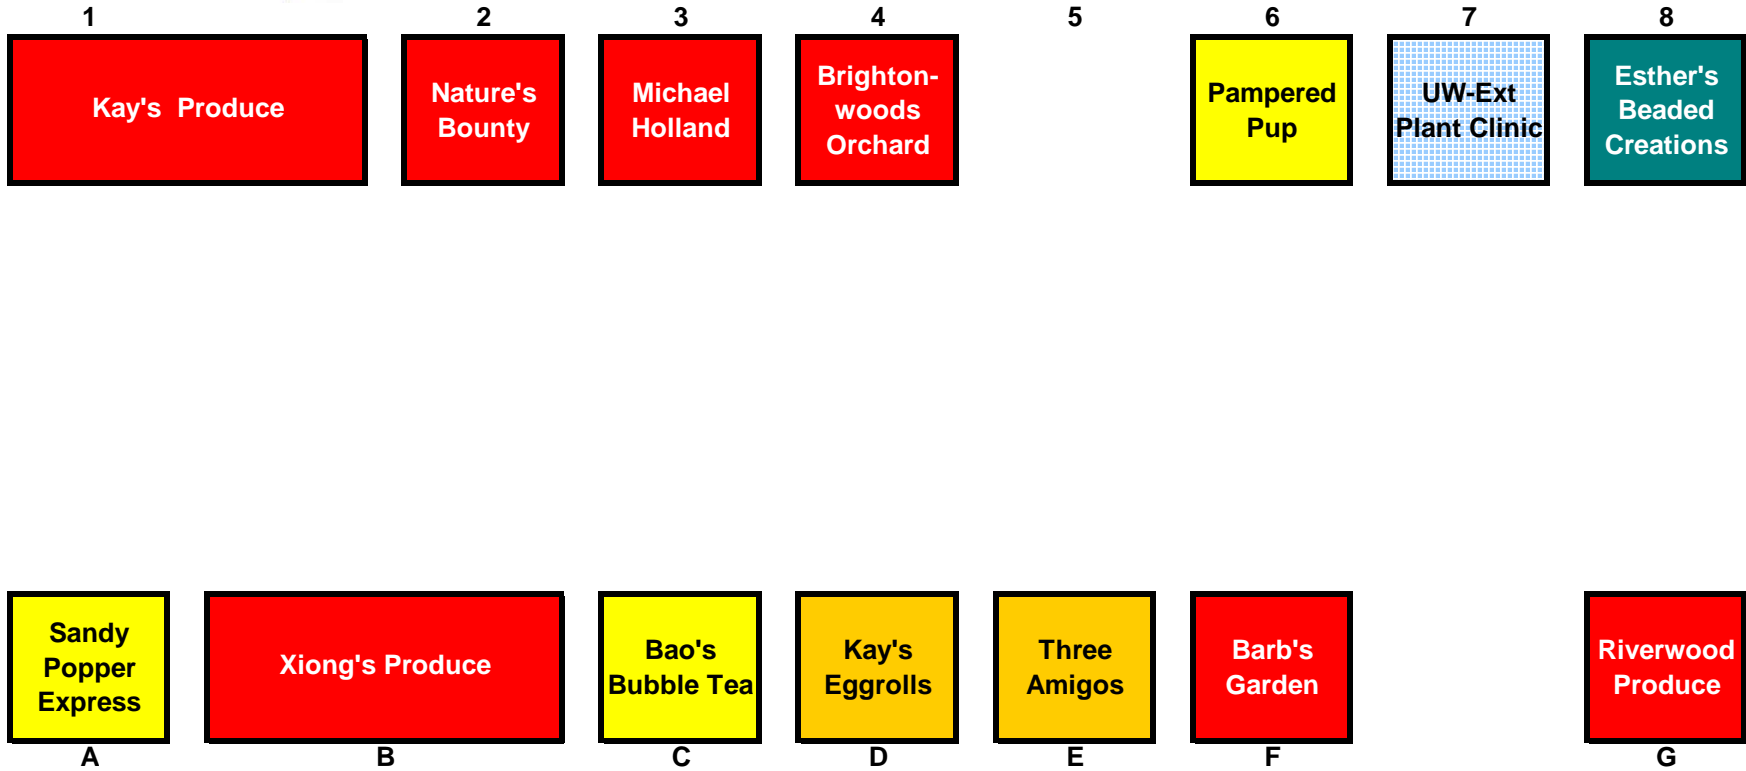 1 2 3 4 5 6 7 8
Kay's Produce
Nature's
Bounty
Michael
Holland
Brighton-
woods
Orchard
Pampered
Pup
UW-Ext
Plant Clinic
Esther's
Beaded
Creations
Sandy
Popper
Express
Xiong's Produce
Bao's
Bubble Tea
Kay's
Eggrolls
Three
Amigos
Barb's
Garden
Riverwood
Produce
A B C D E F G